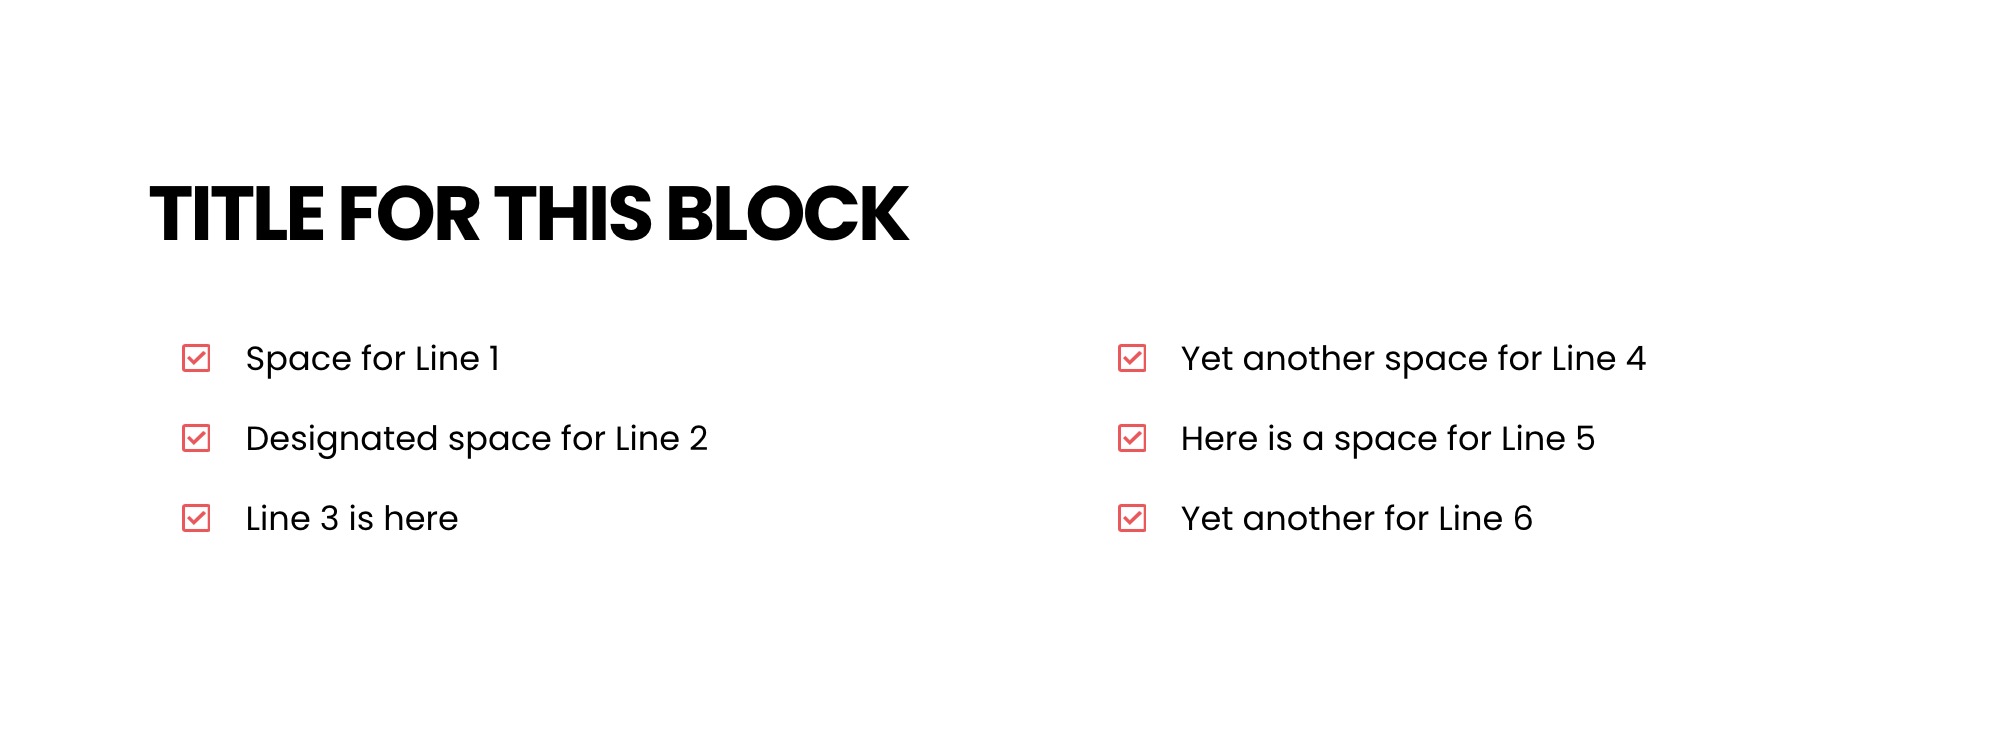 TITLE FOR THIS BLOCK
Space for Line 1
Designated space for Line 2
Line 3 is here
Yet another space for Line 4
Here is a space for Line 5
Yet another for Line 6